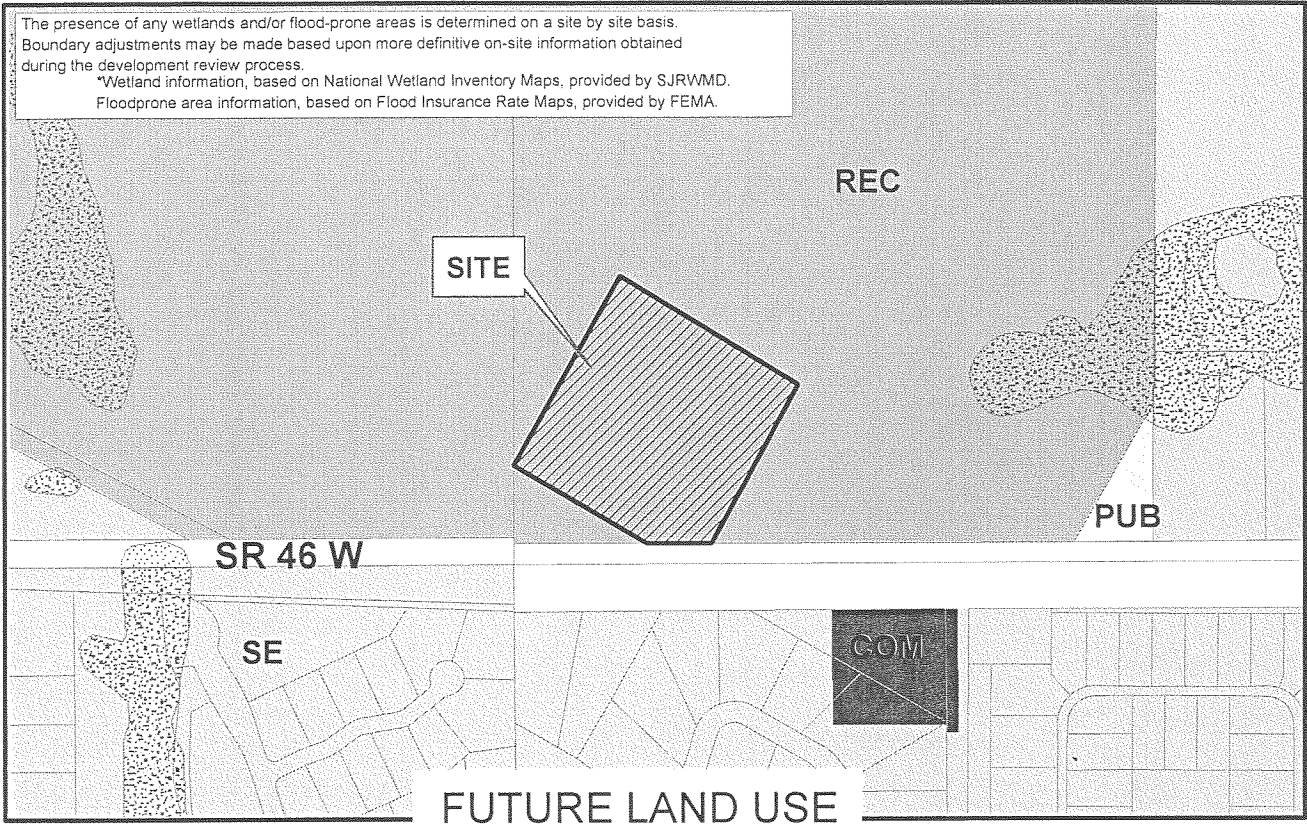 The presence of any wetlands and/or flood-prone areas is determined on a site by site basis.
Boundary adjustments may be made based upon more definitive on-site information obtained
during the development review process.
*Wetland information, based on National Wetland Inventory Maps, provided by SJRWMD.
Floodprone area information, based on Flood Insurance Rate Maps, provided by FEMA.
REC
SITE
PUB
SR 46 W
SE
COM
FUTURE LAND USE